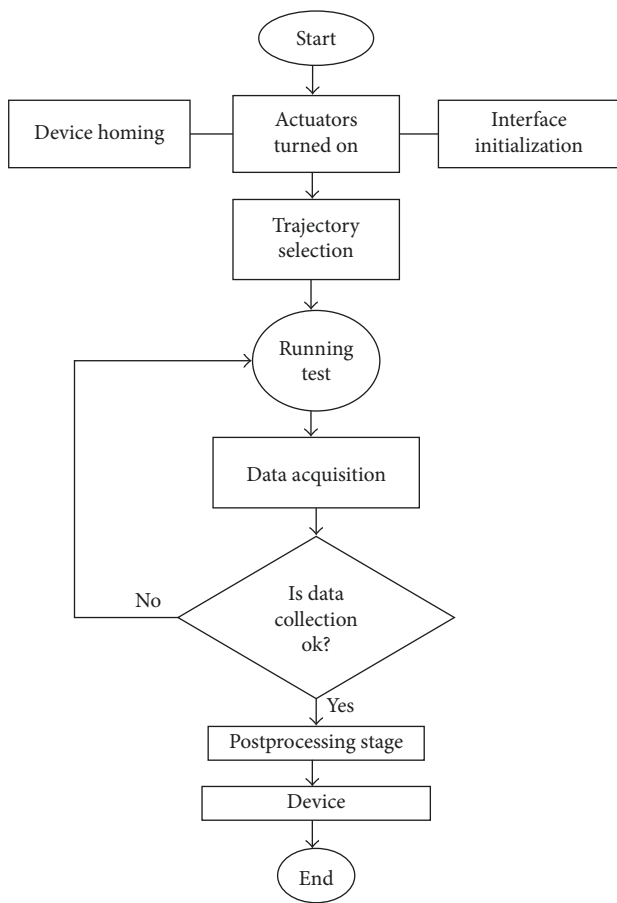 Start
Device homing
Actuators
turned on
Interface
initialization
Trajectory
selection
Running
test
Data acquisition
Is data
collection
ok?
No
Yes
Postprocessing stage
Device
End